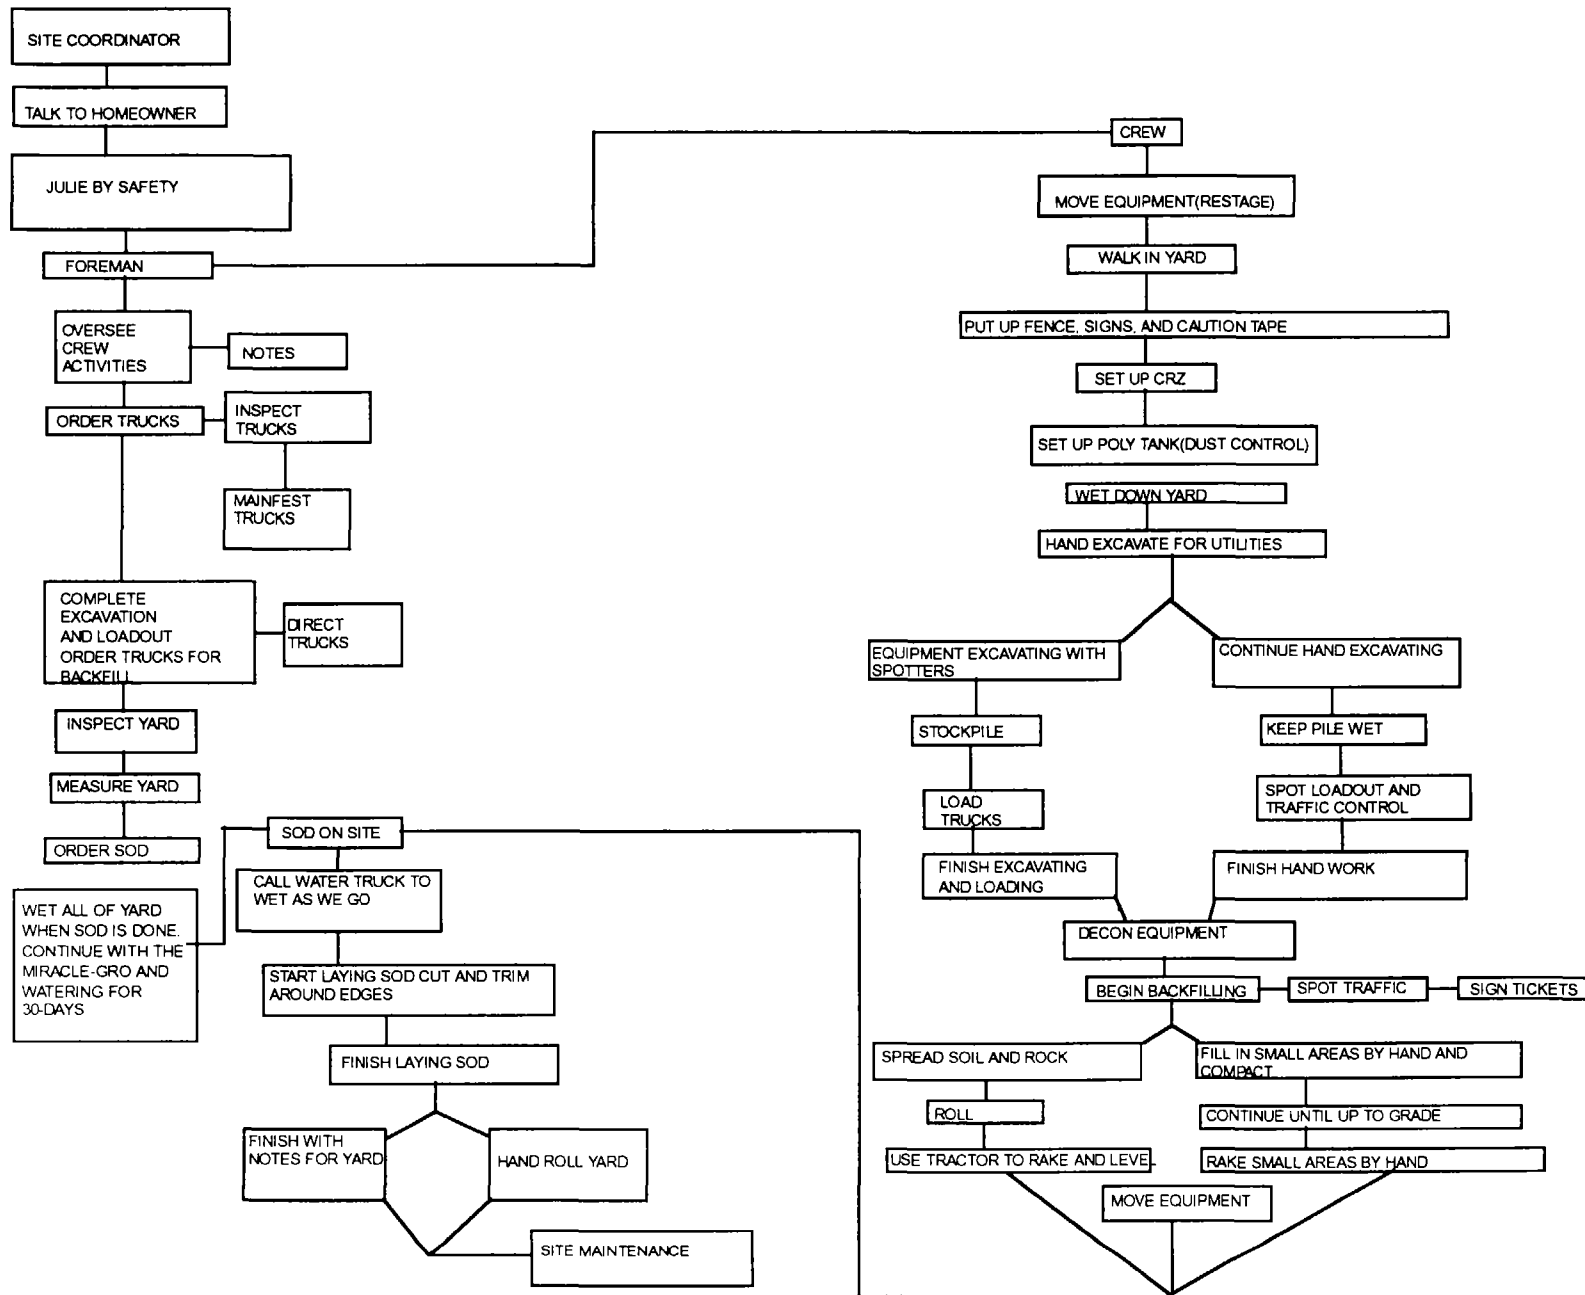 SITE COORDINATOR
TALK TO HOMEOWNER
JULIE BY SAFETY
FOREMAN
OVERSEE
CREW
ACTIVITIES
NOTES
ORDER TRUCKS
INSPECT
TRUCKS
MAINFEST
TRUCKS
COMPLETE
EXCAVATION
AND LOADOUT
ORDER TRUCKS FOR
BACKFILL
DIRECT
TRUCKS
INSPECT YARD
MEASURE YARD
ORDER SOD
SOD ON SITE
WET ALL OF YARD
WHEN SOD IS DONE.
CONTINUE WITH THE
MIRACLE-GRO AND
WATERING FOR
30-DAYS
CALL WATER TRUCK TO
WET AS WE GO
START LAYING SOD CUT AND TRIM
AROUND EDGES
FINISH LAYING SOD
FINISH WITH
NOTES FOR YARD
HAND ROLL YARD
SITE MAINTENANCE
CREW
MOVE EQUIPMENT(RESTAGE)
WALK IN YARD
PUT UP FENCE, SIGNS, AND CAUTION TAPE
SET UP CRZ
SET UP POLY TANK(DUST CONTROL)
WET DOWN YARD
HAND EXCAVATE FOR UTILITIES
EQUIPMENT EXCAVATING WITH
SPOTTERS
CONTINUE HAND EXCAVATING
STOCKPILE
KEEP PILE WET
LOAD
TRUCKS
SPOT LOADOUT AND
TRAFFIC CONTROL
FINISH EXCAVATING
AND LOADING
FINISH HAND WORK
DECON EQUIPMENT
BEGIN BACKFILLING
SPOT TRAFFIC
SIGN TICKETS
SPREAD SOIL AND ROCK
FILL IN SMALL AREAS BY HAND AND
COMPACT
ROLL
CONTINUE UNTIL UP TO GRADE
USE TRACTOR TO RAKE AND LEVEL
RAKE SMALL AREAS BY HAND
MOVE EQUIPMENT